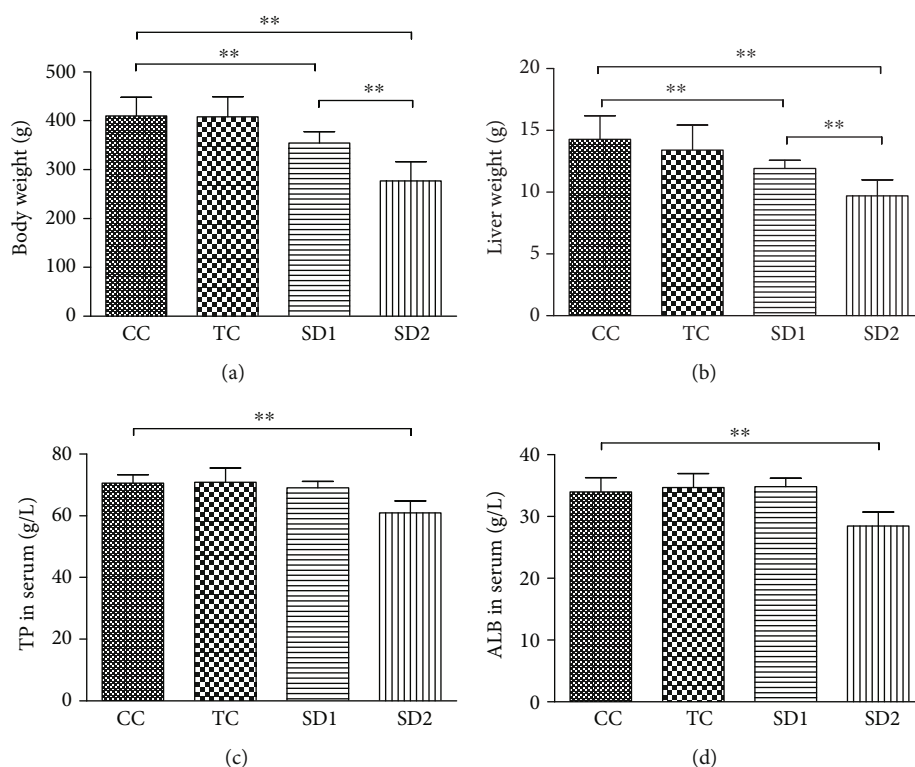 **
**
**
Body weight (g)
500
400
300
200
100
0
CC TC SD1 SD2
(a)
**
**
**
Liver weight (g)
20
15
10
5
0
CC TC SD1 SD2
(b)
**
TP in serum (g/L)
80
60
40
20
0
CC TC SD1 SD2
(c)
**
ALB in serum (g/L)
40
30
20
10
0
CC TC SD1 SD2
(d)